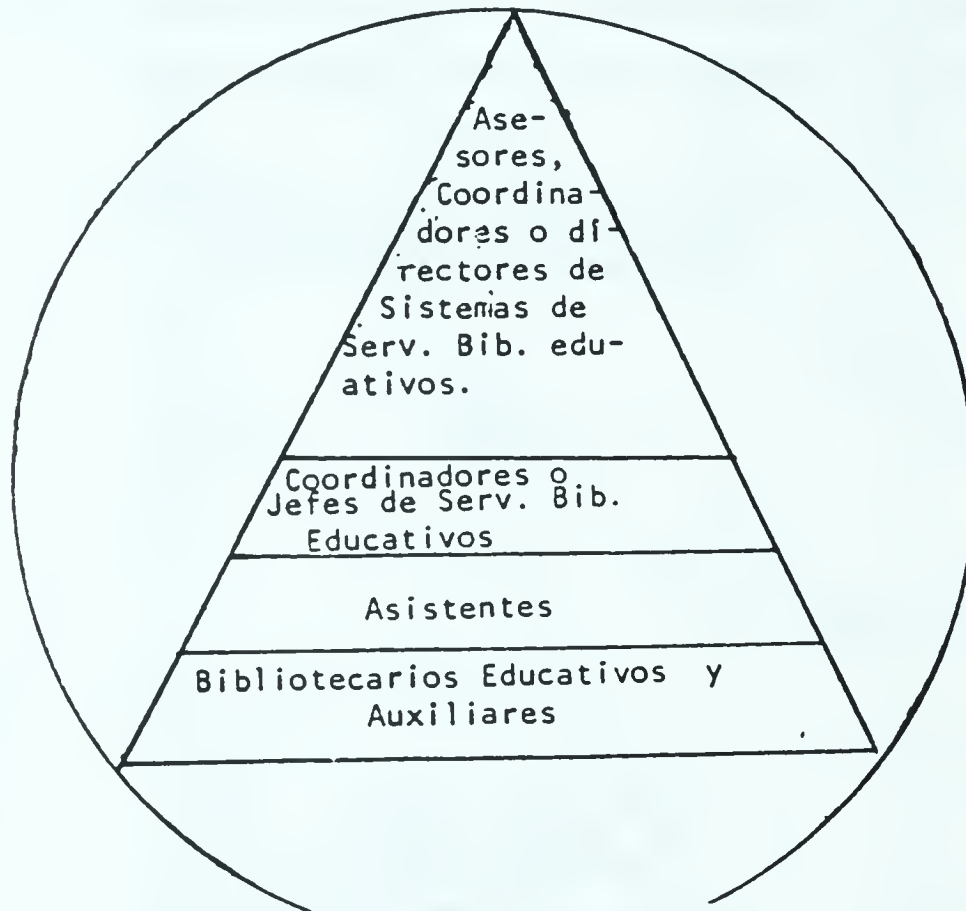 Ase-
sores,
Coordina-
dores o di-
rectores de
Sistemas de
Serv. Bib. edu-
ativos.
Coordinadores o
Jefes de Serv. Bib.
Educativos
Asistentes
Bibliotecarios Educativos y
Auxiliares